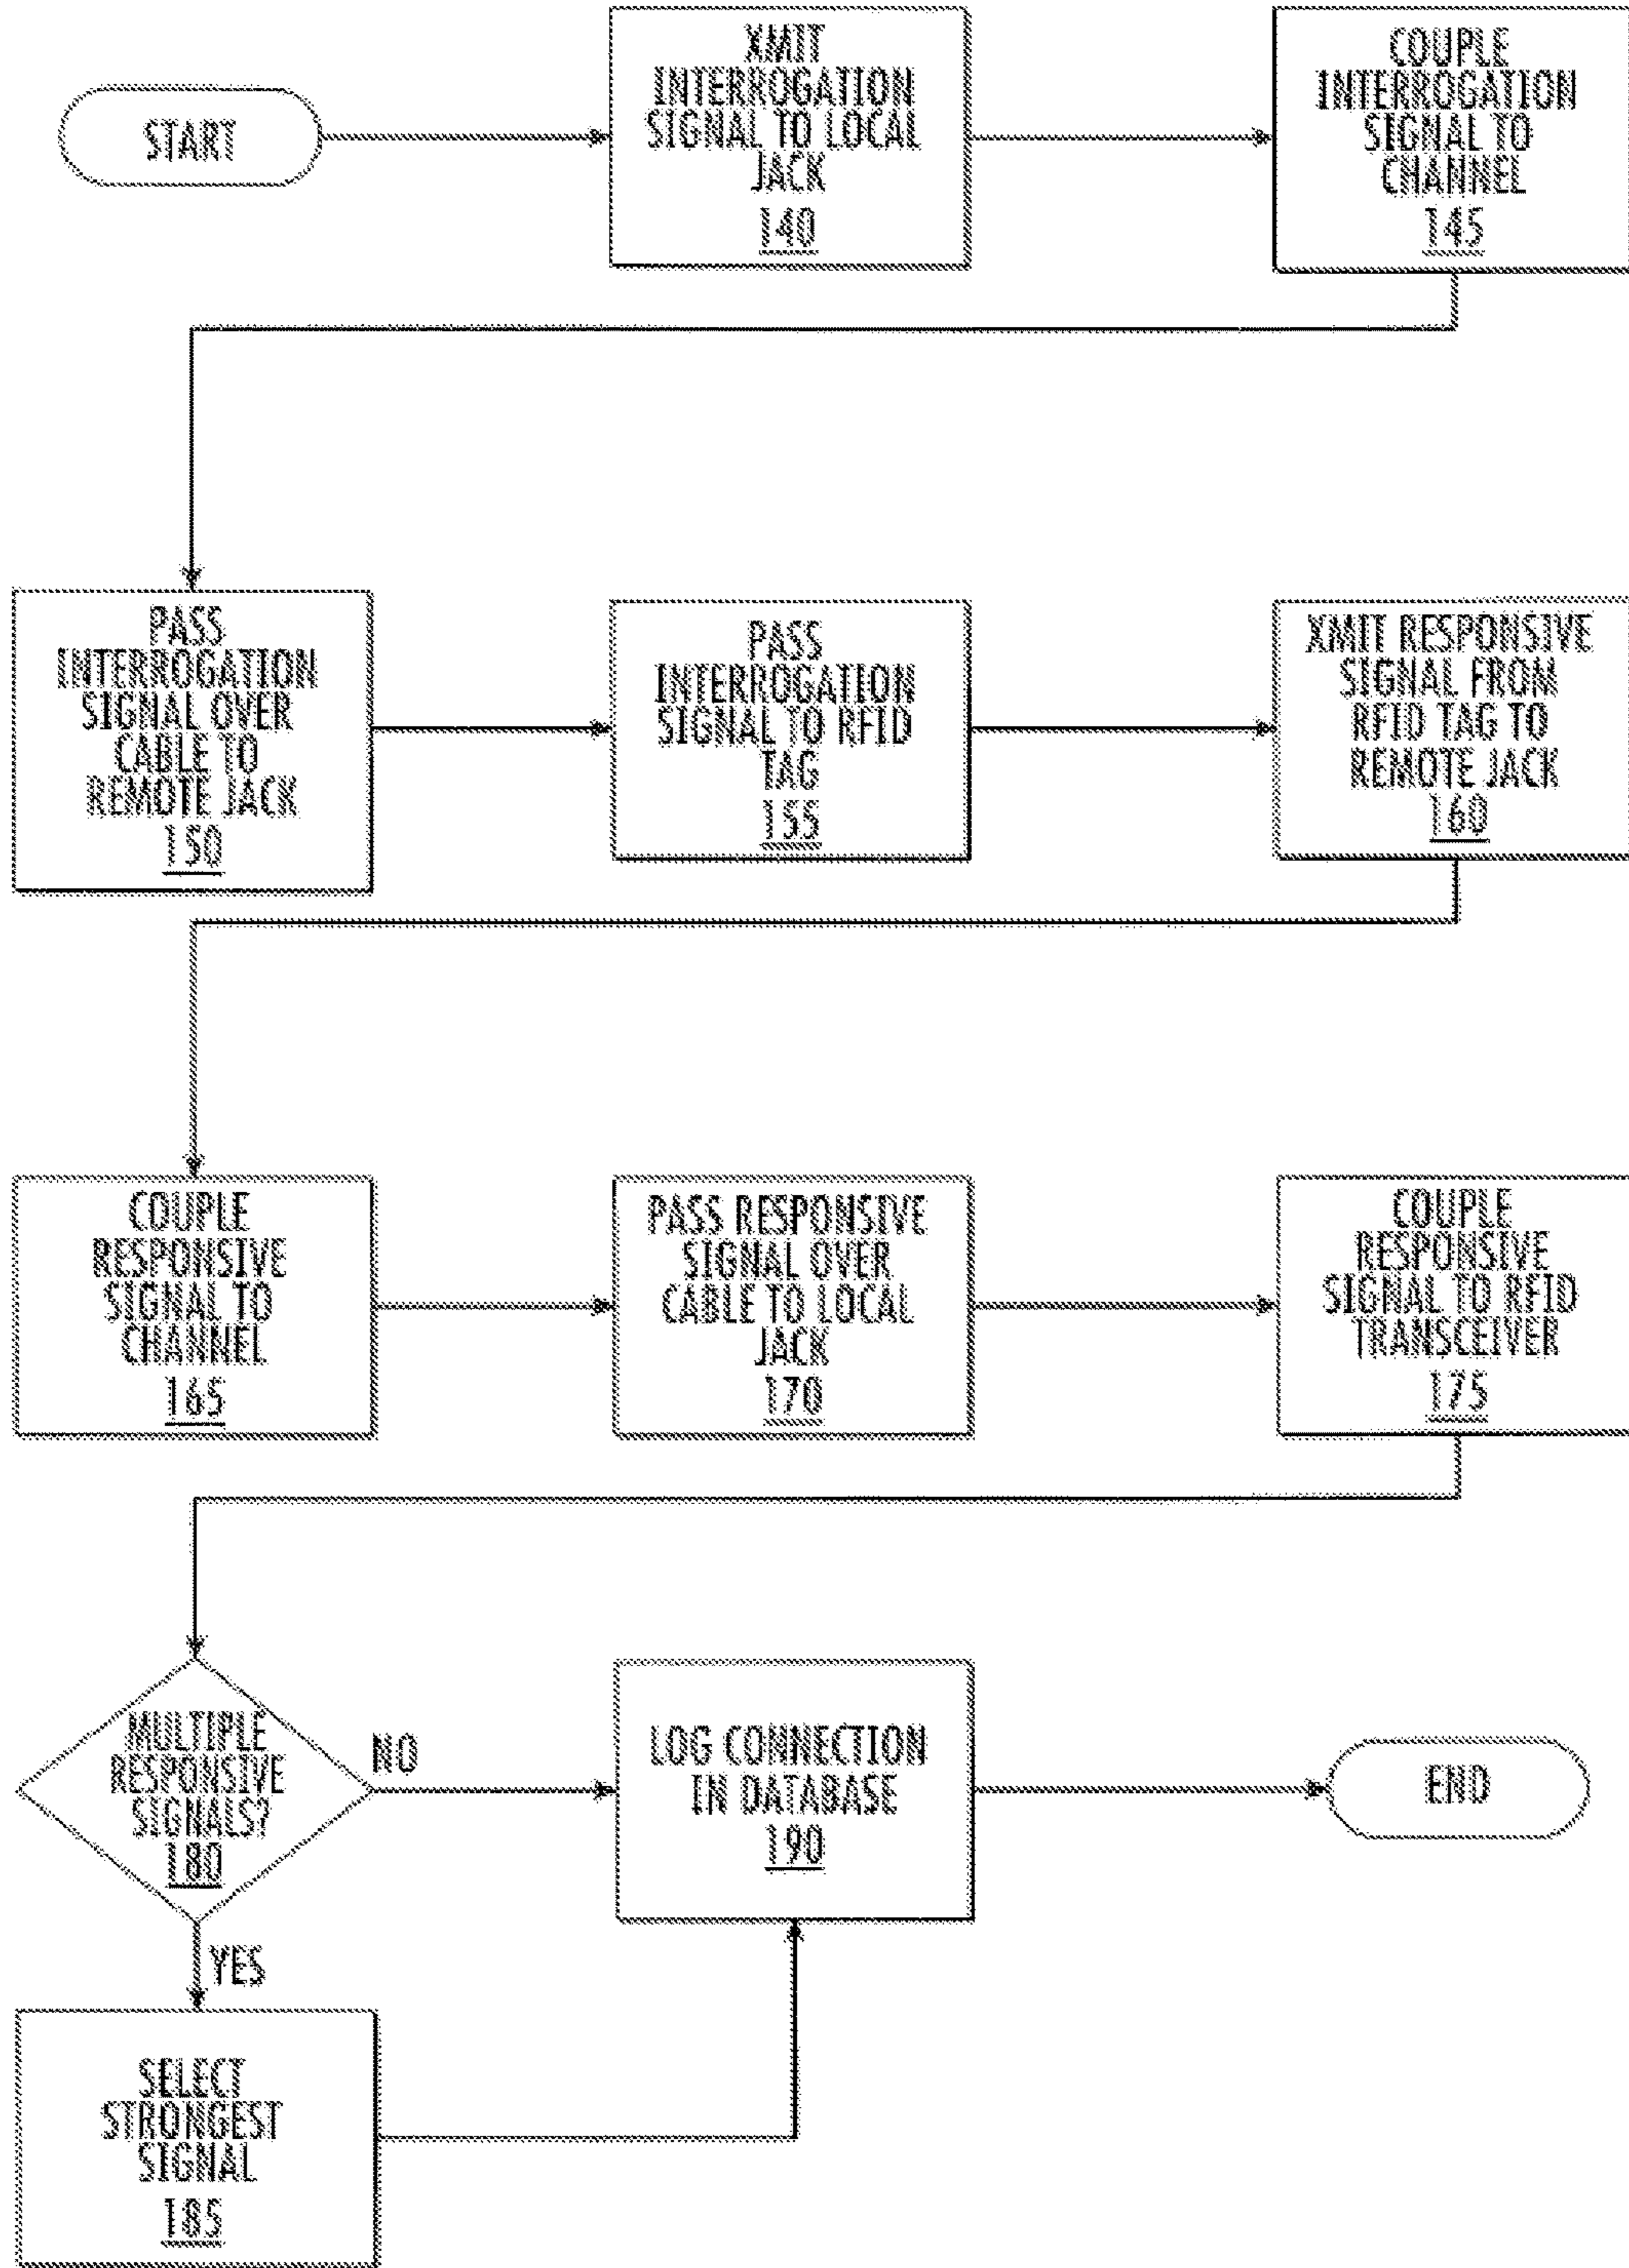 START
XMIT
INTERROGATION
SIGNAL TO LOCAL
JACK
140
COUPLE
INTERROGATION
SIGNAL TO
CHANNEL
145
PASS
INTERROGATION
SIGNAL OVER
CABLE TO
REMOTE JACK
150
PASS
INTERROGATION
SIGNAL TO RFID
TAG
155
XMIT RESPONSIVE
SIGNAL FROM
RFID TAG TO
REMOTE JACK
160
COUPLE
RESPONSIVE
SIGNAL TO
CHANNEL
165
PASS RESPONSIVE
SIGNAL OVER
CABLE TO LOCAL
JACK
170
COUPLE
RESPONSIVE
SIGNAL TO RFID
TRANSCEIVER
175
MULTIPLE
RESPONSIVE
SIGNALS?
180
NO
LOG CONNECTION
IN DATABASE
190
END
YES
SELECT
STRONGEST
SIGNAL
185